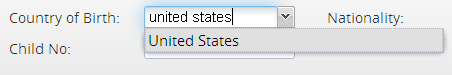 Country of Birth: united states Nationality:
United States
Child No: